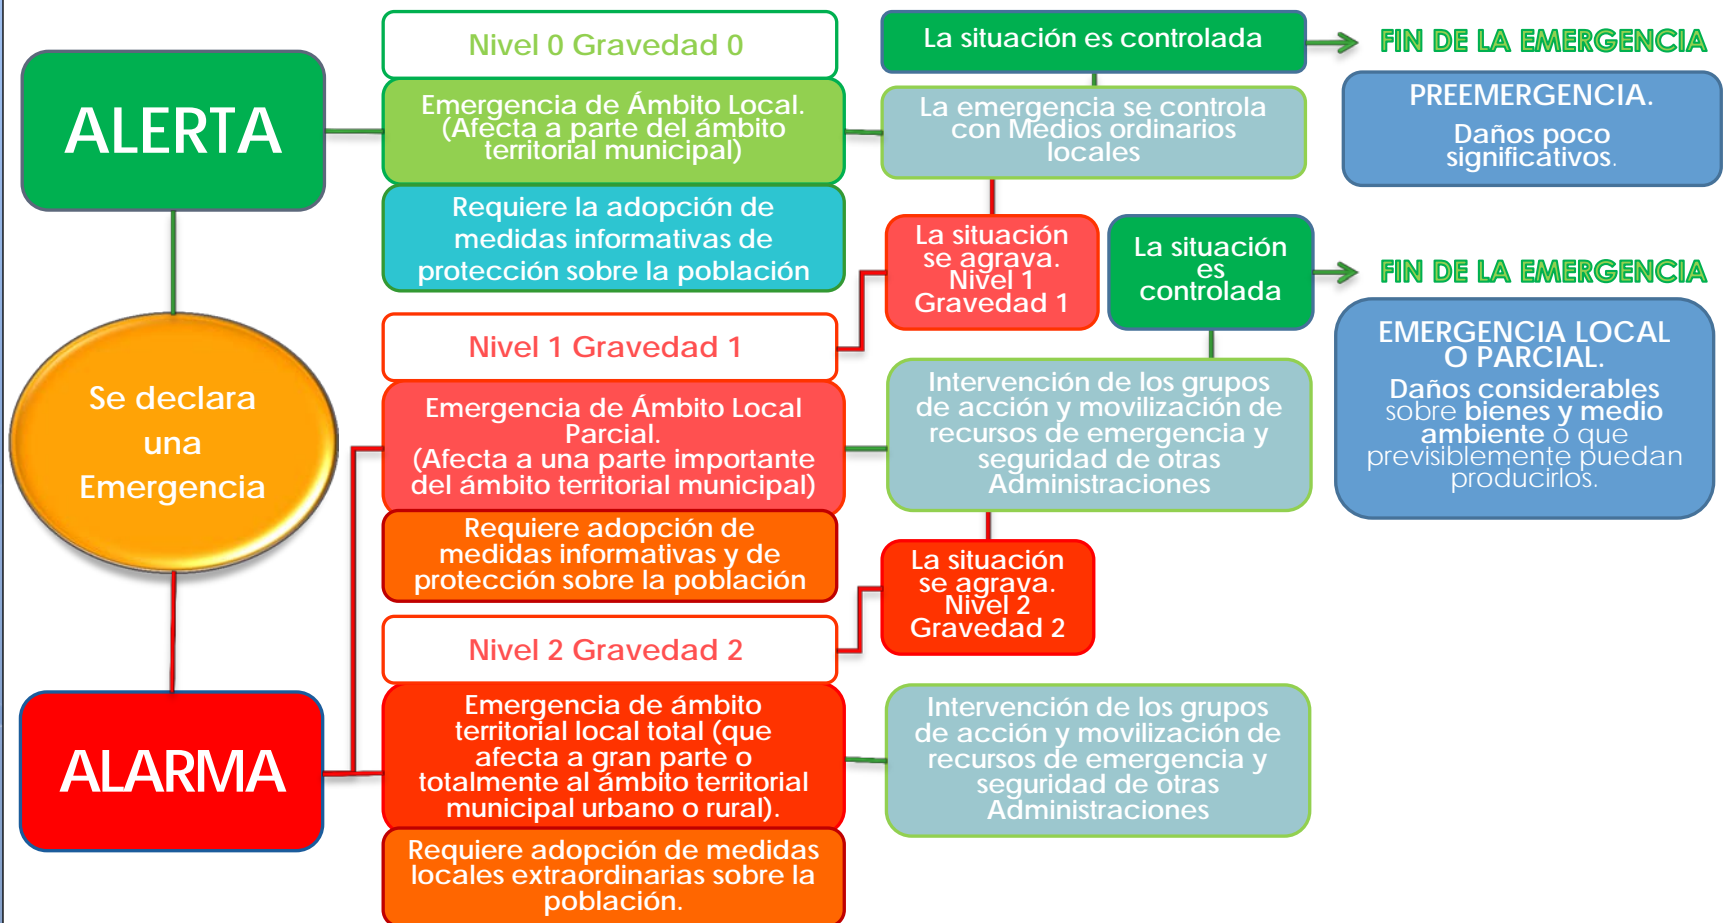 ALERTA
Se declara
una
Emergencia
ALARMA
Nivel 0 Gravedad 0
Emergencia de Ámbito Local.
(Afecta a parte del ámbito
territorial municipal)
Requiere la adopción de
medidas informativas de
protección sobre la población
La situación es controlada
FIN DE LA EMERGENCIA
La emergencia se controla
con Medios ordinarios
locales
PREEMERGENCIA.
Daños poco
significativos.
La situación
se agrava.
Nivel 1
Gravedad 1
La situación
es
controlada
FIN DE LA EMERGENCIA
Nivel 1 Gravedad 1
Emergencia de Ámbito Local
Parcial.
(Afecta a una parte importante
del ámbito territorial municipal)
Requiere adopción de
medidas informativas y de
protección sobre la población
Intervención de los grupos
de acción y movilización de
recursos de emergencia y
seguridad de otras
Administraciones
EMERGENCIA LOCAL
O PARCIAL.
Daños considerables
sobre bienes y medio
ambiente o que
previsiblemente puedan
producirlos.
La situación
se agrava.
Nivel 2
Gravedad 2
Nivel 2 Gravedad 2
Emergencia de ámbito
territorial local total (que
afecta a gran parte o
totalmente al ámbito territorial
municipal urbano o rural).
Requiere adopción de medidas
locales extraordinarias sobre la
población.
Intervención de los grupos
de acción y movilización de
recursos de emergencia y
seguridad de otras
Administraciones